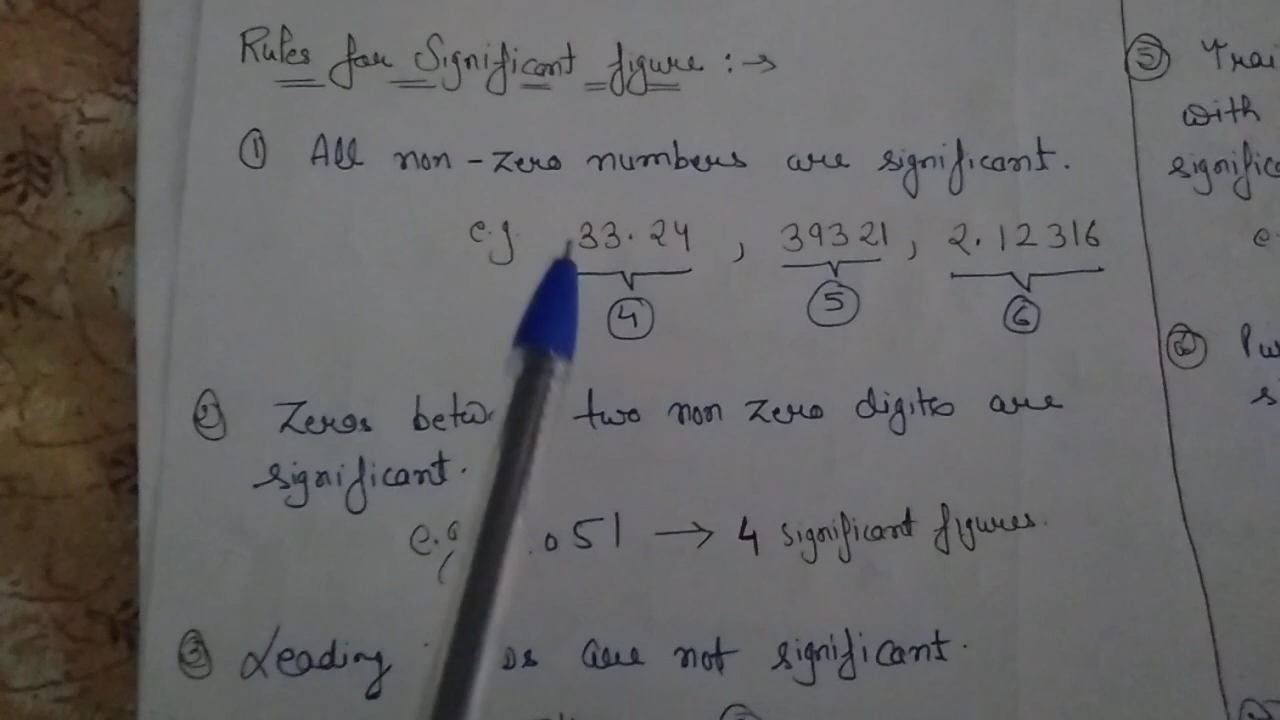 Rules for Significant figure :→
① All non-zero numbers are significant.
e.g 33.24 , 39321 , 2.12316
④ ⑤ ⑥
② Zeros two non zero digits are
significant.
.051 → 4 significant figures.
③ Leading are not significant.
⑤
with
⑥